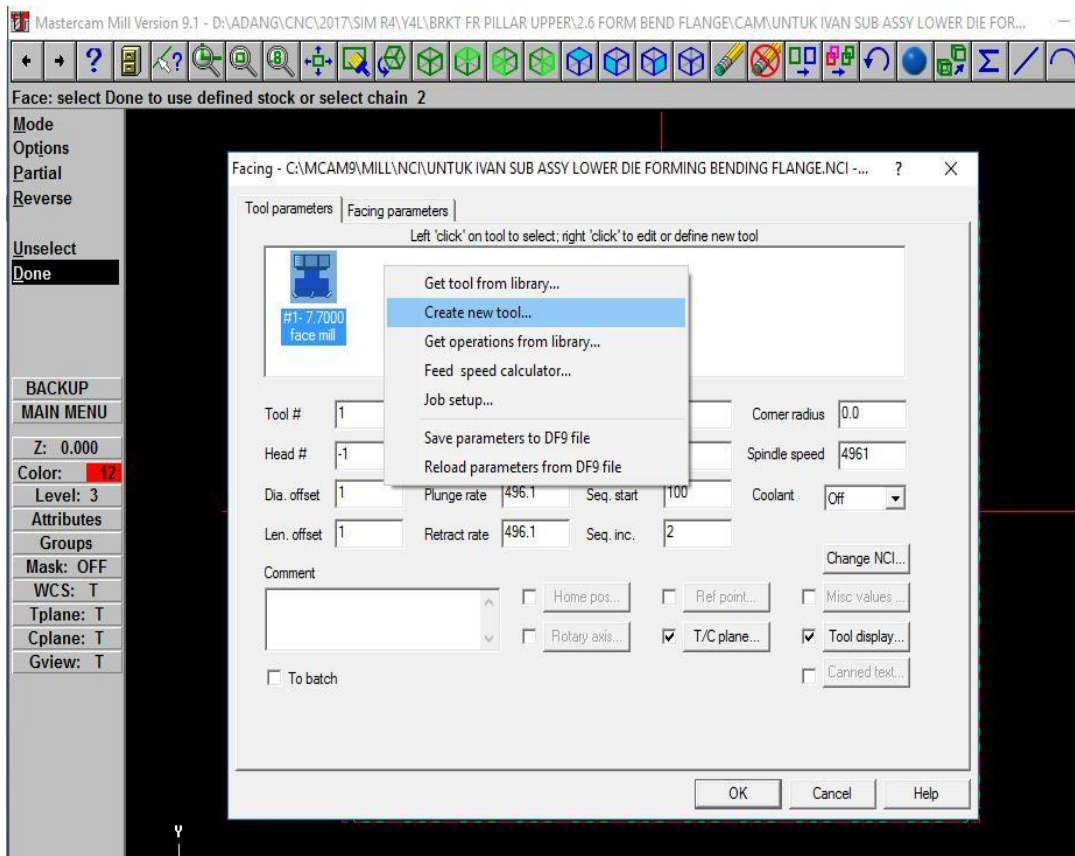 Mastercam Mill Version 9.1 - D:\ADANG\CNC\2017\SIM R4\Y4L\BRKT FR PILLAR UPPER\2.6 FORM BEND FLANGE\CAM\UNTUK IVAN SUB ASSY LOWER DIE FOR...
Face: select Done to use defined stock or select chain 2
Mode
Options
Partial
Reverse
Unselect
Done
BACKUP
MAIN MENU
Z: 0.000
Color: 12
Level: 3
Attributes
Groups
Mask: OFF
WCS: T
Tplane: T
Cplane: T
Gview: T
Facing - C:\MCAM9\MILL\NCI\UNTUK IVAN SUB ASSY LOWER DIE FORMING BENDING FLANGE.NCI -... ?
Tool parameters Facing parameters
Left 'click' on tool to select; right 'click' to edit or define new tool
#1- 7.7000
face mill
Get tool from library...
Create new tool...
Get operations from library...
Feed speed calculator...
Job setup...
Save parameters to DF9 file
Reload parameters from DF9 file
Tool # 1 Corner radius 0.0
Head # -1 Spindle speed 4961
Dia. offset 1 Plunge rate 496.1 Seq. start 100 Coolant Off
Len. offset 1 Retract rate 496.1 Seq. inc. 2
Change NCI...
Comment
Home pos... Ref point... Misc values ...
Rotary axis... T/C plane... Tool display...
To batch Canned text...
OK Cancel Help
Y